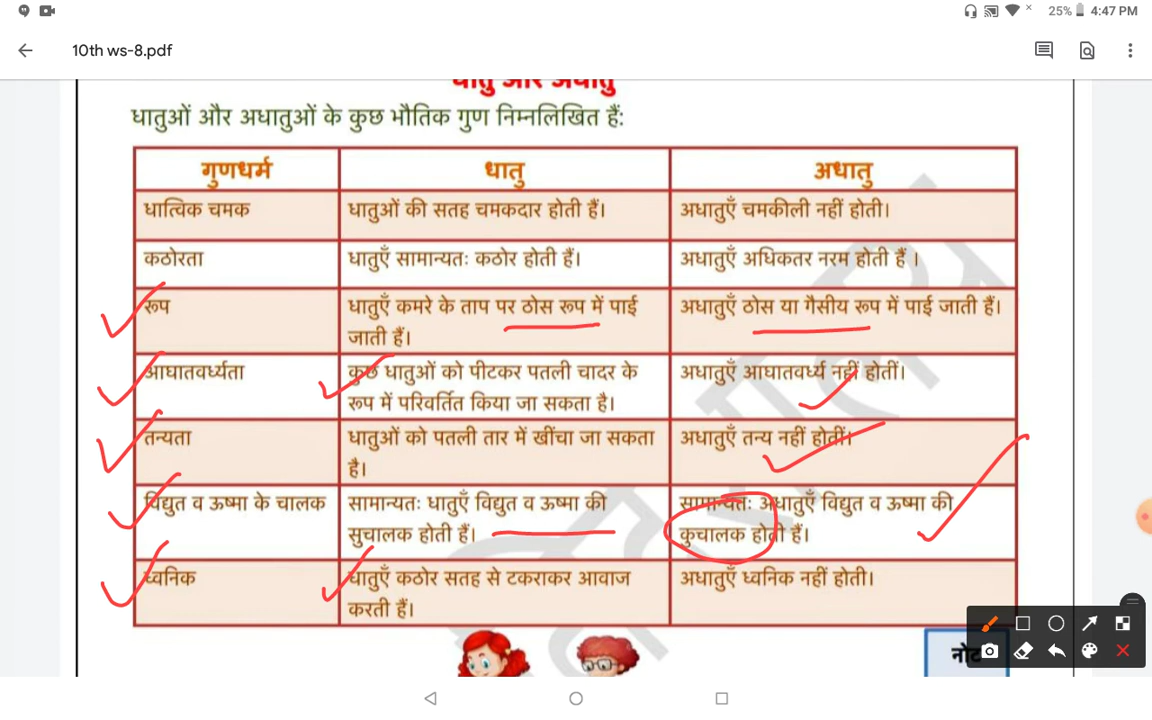 25% 4:47 PM
10th ws-8.pdf
धातु और अधातु
धातुओं और अधातुओं के कुछ भौतिक गुण निम्नलिखित हैं:
गुणधर्म धातु अधातु
धात्विक चमक धातुओं की सतह चमकदार होती हैं। अधातुएँ चमकीली नहीं होती।
कठोरता धातुएँ सामान्यतः कठोर होती हैं। अधातुएँ अधिकतर नरम होती हैं ।
रूप धातुएँ कमरे के ताप पर ठोस रूप में पाई अधातुएँ ठोस या गैसीय रूप में पाई जाती हैं।
जाती हैं।
आघातवर्ध्यता कुछ धातुओं को पीटकर पतली चादर के अधातुएँ आघातवर्ध्य नहीं होतीं।
रूप में परिवर्तित किया जा सकता है।
तन्यता धातुओं को पतली तार में खींचा जा सकता अधातुएँ तन्य नहीं होतीं।
है।
विद्युत व ऊष्मा के चालक सामान्यतः धातुएँ विद्युत व ऊष्मा की सामान्यतः अधातुएँ विद्युत व ऊष्मा की
सुचालक होती हैं। कुचालक होती हैं।
ध्वनिक धातुएँ कठोर सतह से टकराकर आवाज अधातुएँ ध्वनिक नहीं होती।
करती हैं।